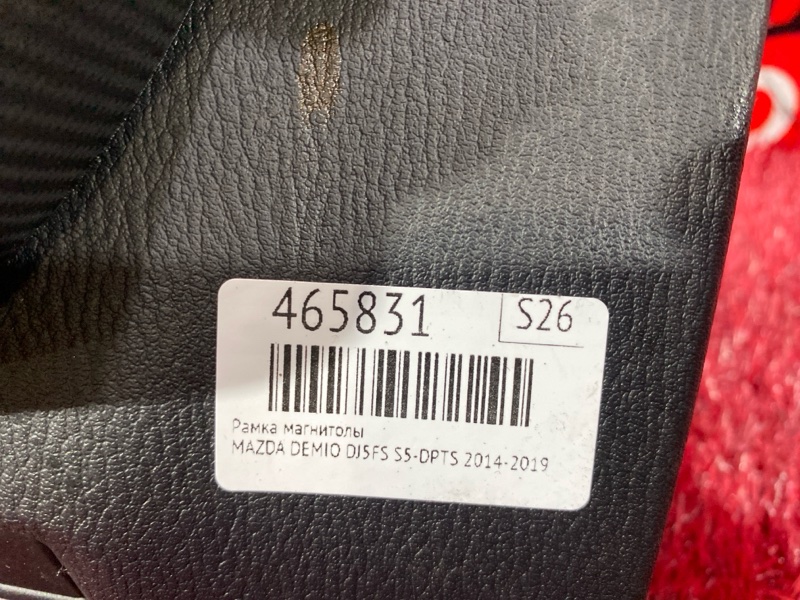 465831 S26
Рамка магнитолы
MAZDA DEMIO DJ5FS S5-DPTS 2014-2019